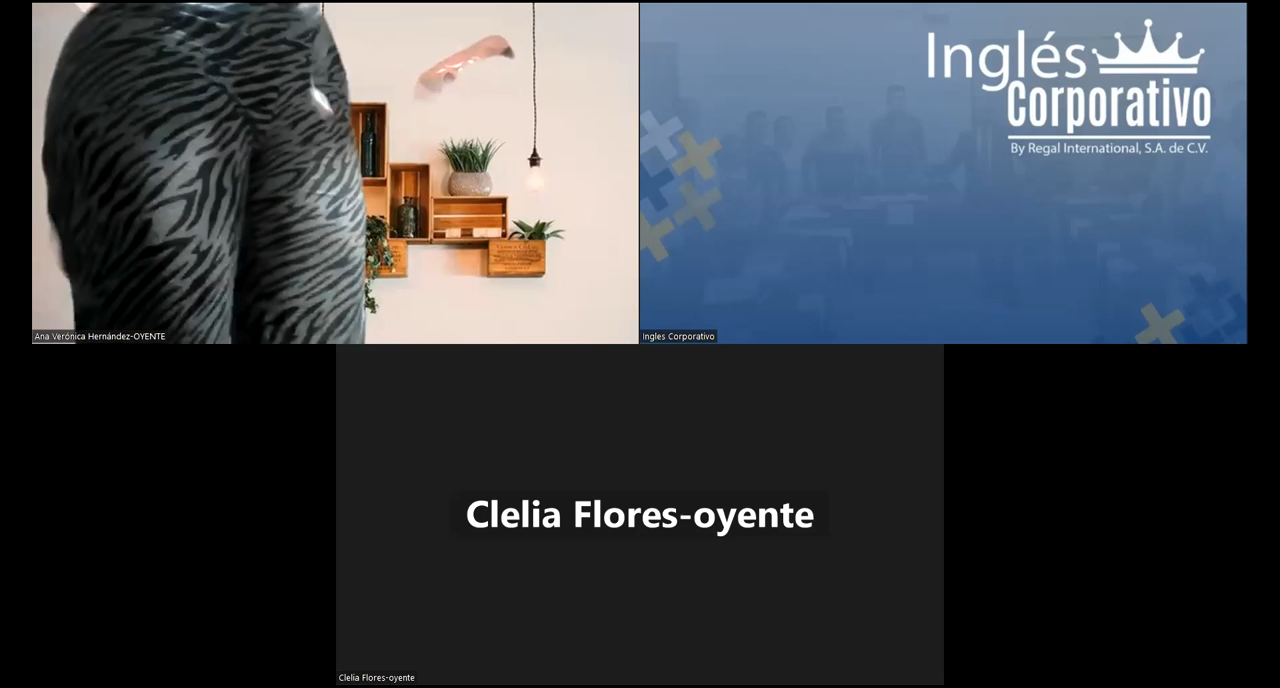 Inglés
Corporativo
By Regal International, S.A. de C.V.
Ana Verónica Hernández-OYENTE
Ingles Corporativo
Clelia Flores-oyente
Clelia Flores-oyente